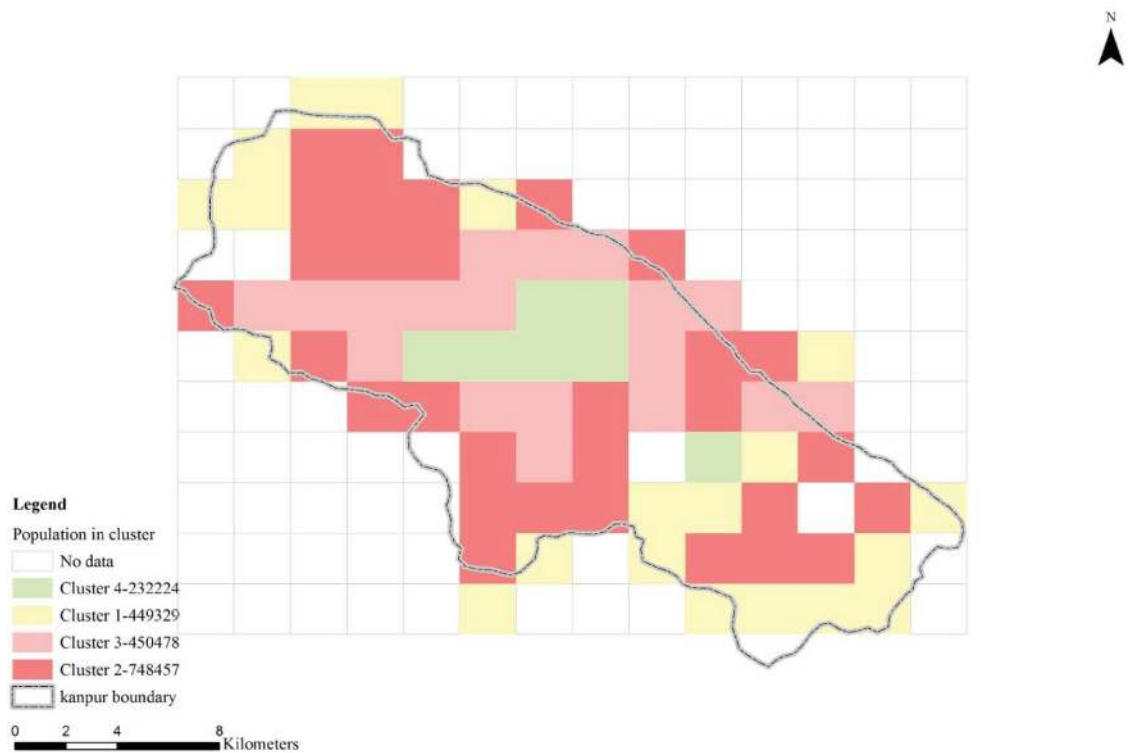 N
Legend
Population in cluster
No data
Cluster 4-232224
Cluster 1-449329
Cluster 3-450478
Cluster 2-748457
kanpur boundary
0 2 4 8
Kilometers